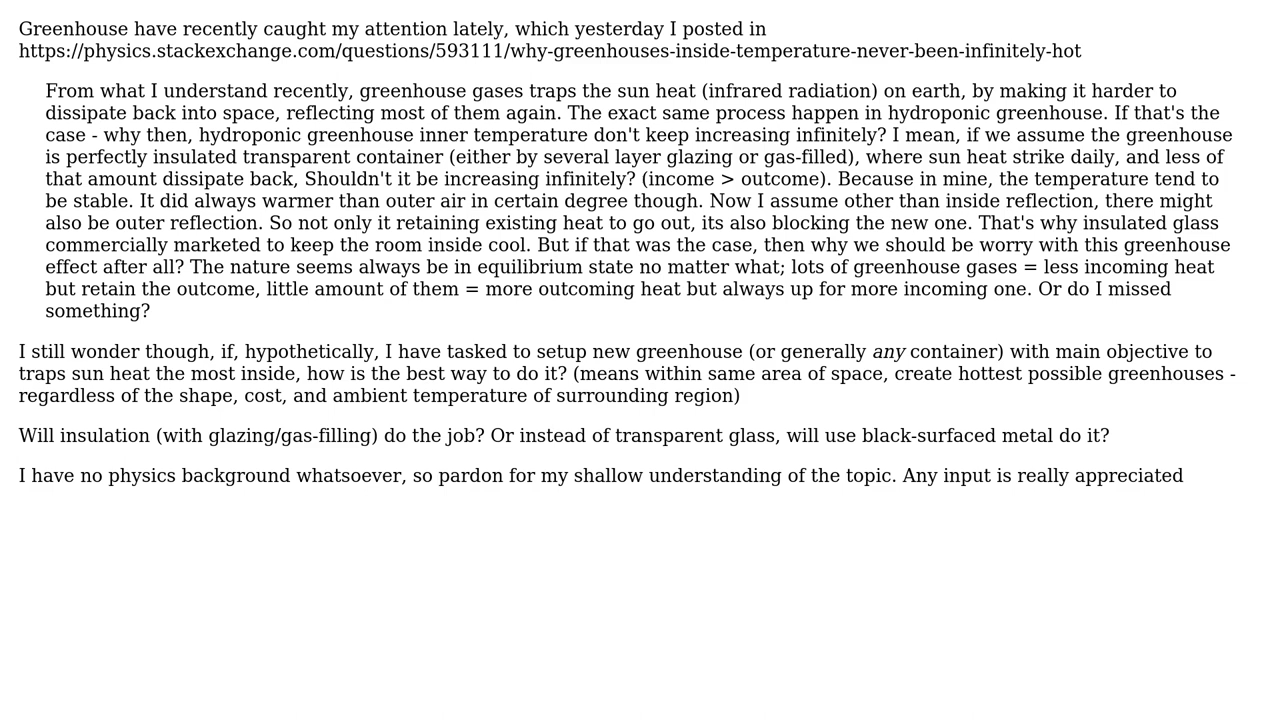 Greenhouse have recently caught my attention lately, which yesterday I posted in
https://physics.stackexchange.com/questions/593111/why-greenhouses-inside-temperature-never-been-infinitely-hot
From what I understand recently, greenhouse gases traps the sun heat (infrared radiation) on earth, by making it harder to
dissipate back into space, reflecting most of them again. The exact same process happen in hydroponic greenhouse. If that's the
case - why then, hydroponic greenhouse inner temperature don't keep increasing infinitely? I mean, if we assume the greenhouse
is perfectly insulated transparent container (either by several layer glazing or gas-filled), where sun heat strike daily, and less of
that amount dissipate back, Shouldn't it be increasing infinitely? (income > outcome). Because in mine, the temperature tend to
be stable. It did always warmer than outer air in certain degree though. Now I assume other than inside reflection, there might
also be outer reflection. So not only it retaining existing heat to go out, its also blocking the new one. That's why insulated glass
commercially marketed to keep the room inside cool. But if that was the case, then why we should be worry with this greenhouse
effect after all? The nature seems always be in equilibrium state no matter what; lots of greenhouse gases = less incoming heat
but retain the outcome, little amount of them = more outcoming heat but always up for more incoming one. Or do I missed
something?
I still wonder though, if, hypothetically, I have tasked to setup new greenhouse (or generally any container) with main objective to
traps sun heat the most inside, how is the best way to do it? (means within same area of space, create hottest possible greenhouses -
regardless of the shape, cost, and ambient temperature of surrounding region)
Will insulation (with glazing/gas-filling) do the job? Or instead of transparent glass, will use black-surfaced metal do it?
I have no physics background whatsoever, so pardon for my shallow understanding of the topic. Any input is really appreciated